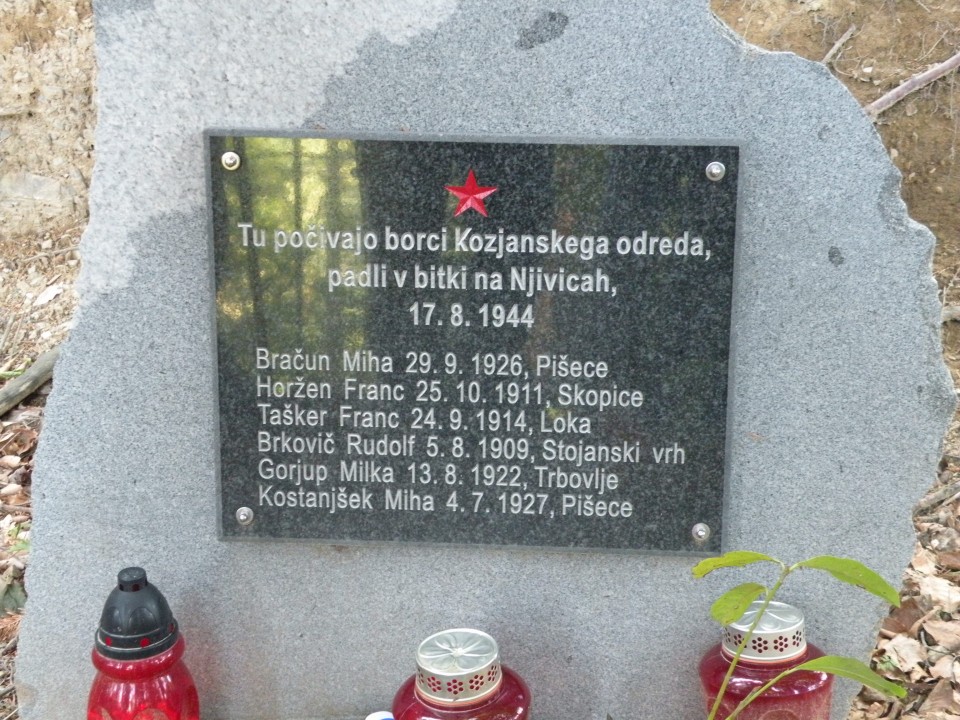 Tu počivajo borci Kozjanskega odreda,
padli v bitki na Njivicah,
17. 8. 1944
Bračun Miha 29. 9. 1926, Pišece
Horžen Franc 25. 10. 1911, Skopice
Tašker Franc 24. 9. 1914, Loka
Brkovič Rudolf 5. 8. 1909, Stojanski vrh
Gorjup Milka 13. 8. 1922, Trbovlje
Kostanjšek Miha 4. 7. 1927, Pišece